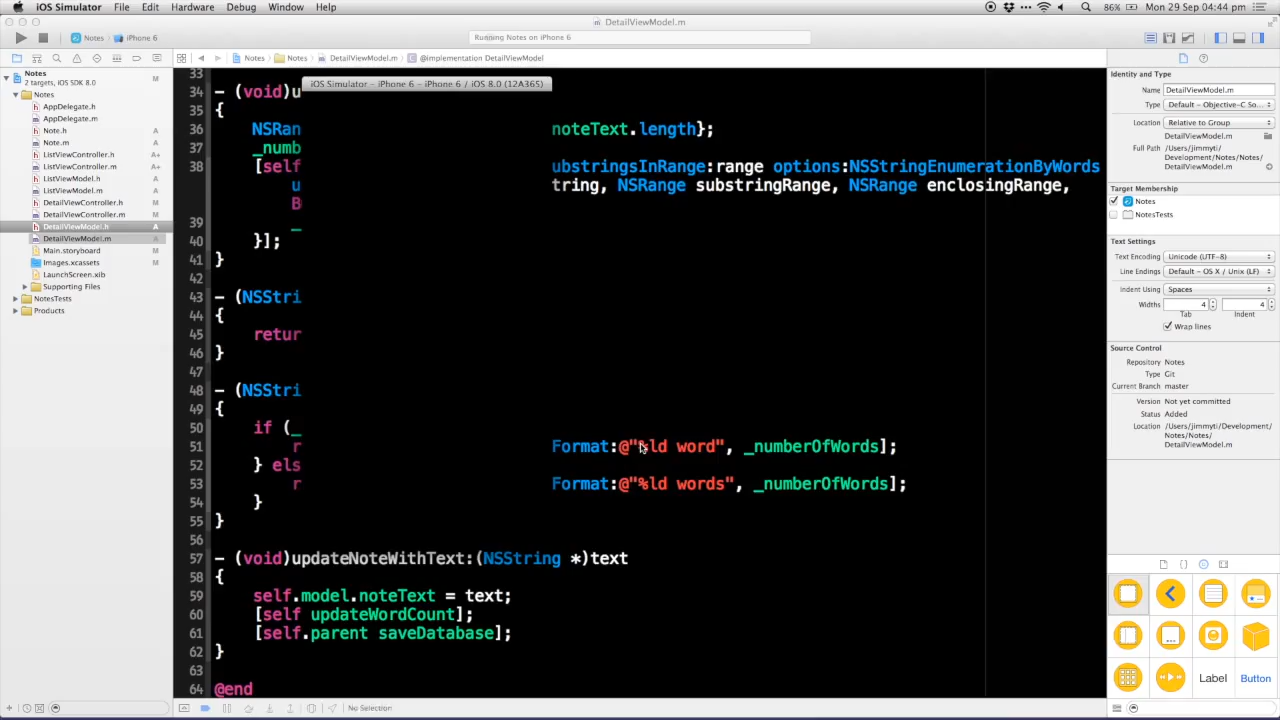 iOS Simulator File Edit Hardware Debug Window Help 86% Mon 29 Sep 04:44 pm
DetailViewModel.m
Notes iPhone 6 Running Notes on iPhone 6
Notes Notes DetailViewModel.m @implementation DetailViewModel
iOS Simulator - iPhone 6 - iPhone 6 / iOS 8.0 (12A365)
Notes
2 targets, iOS SDK 8.0 M
Notes
AppDelegate.h
AppDelegate.m
Note.h A
Note.m A
ListViewController.h A+
ListViewController.m A+
ListViewModel.h A
ListViewModel.m A
DetailViewController.h A
DetailViewController.m A
DetailViewModel.h A
DetailViewModel.m A
Main.storyboard M
Images.xcassets M
LaunchScreen.xib
Supporting Files
NotesTests
Products
33
34 - (void)u
35 {
36 NSRan noteText.length};
37 _numb
38 [self ubstringsInRange:range options:NSStringEnumerationByWords
u tring, NSRange substringRange, NSRange enclosingRange,
B
39 _
40 }];
41 }
42
43 - (NSStri
44 {
45 retur
46 }
47
48 - (NSStri
49 {
50 if (_
51 r Format:@"%ld word", _numberOfWords];
52 } els
53 r Format:@"%ld words", _numberOfWords];
54 }
55 }
56
57 - (void)updateNoteWithText:(NSString *)text
58 {
59 self.model.noteText = text;
60 [self updateWordCount];
61 [self.parent saveDatabase];
62 }
63
64 @end
No Selection
Identity and Type
Name DetailViewModel.m
Type Default - Objective-C So...
Location Relative to Group
DetailViewModel.m
Full Path /Users/jimmyti/
Development/Notes/Notes/
DetailViewModel.m
Target Membership
Notes
NotesTests
Text Settings
Text Encoding Unicode (UTF-8)
Line Endings Default - OS X / Unix (LF)
Indent Using Spaces
Widths 4 4
Tab Indent
Wrap lines
Source Control
Repository Notes
Type Git
Current Branch master
Version Not yet committed
Status Added
Location /Users/jimmyti/Development/
Notes/Notes/
DetailViewModel.m
Label Button